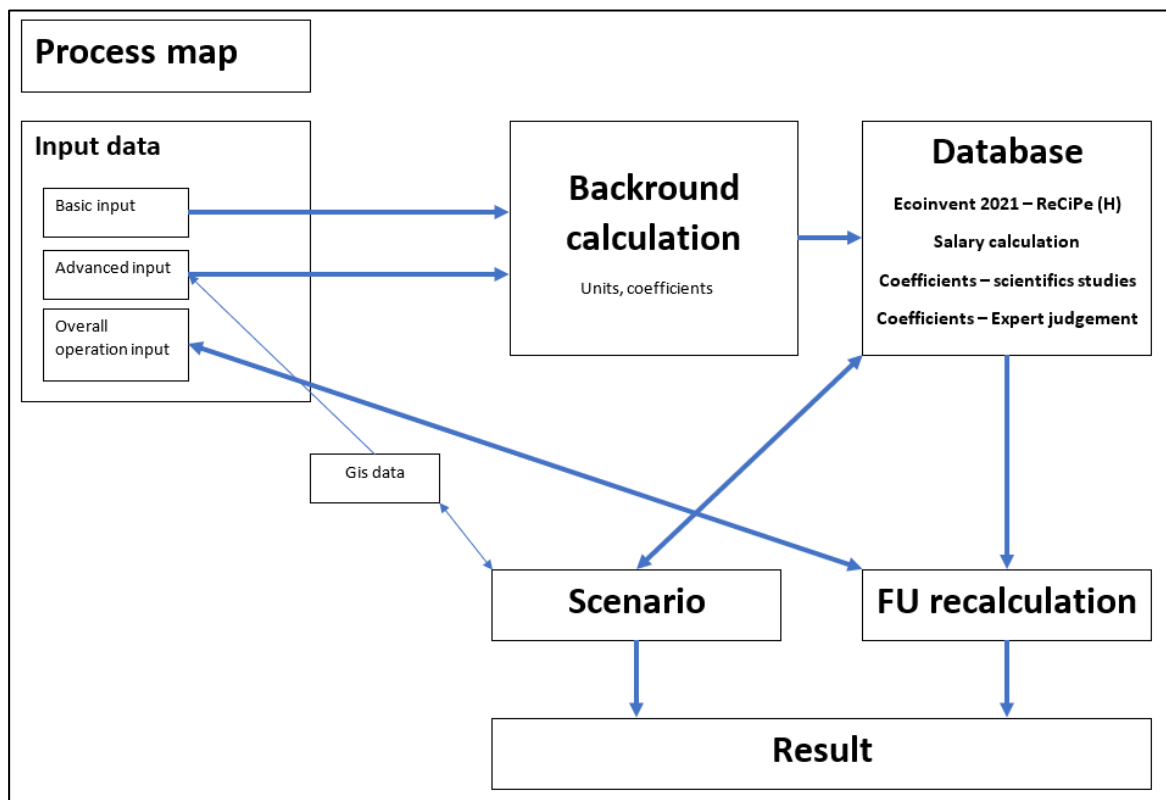 Process map
Input data
Basic input
Advanced input
Overall
operation input
Backround
calculation
Units, coefficients
Database
Ecoinvent 2021 – ReCiPe (H)
Salary calculation
Coefficients – scientifics studies
Coefficients – Expert judgement
Gis data
Scenario
FU recalculation
Result